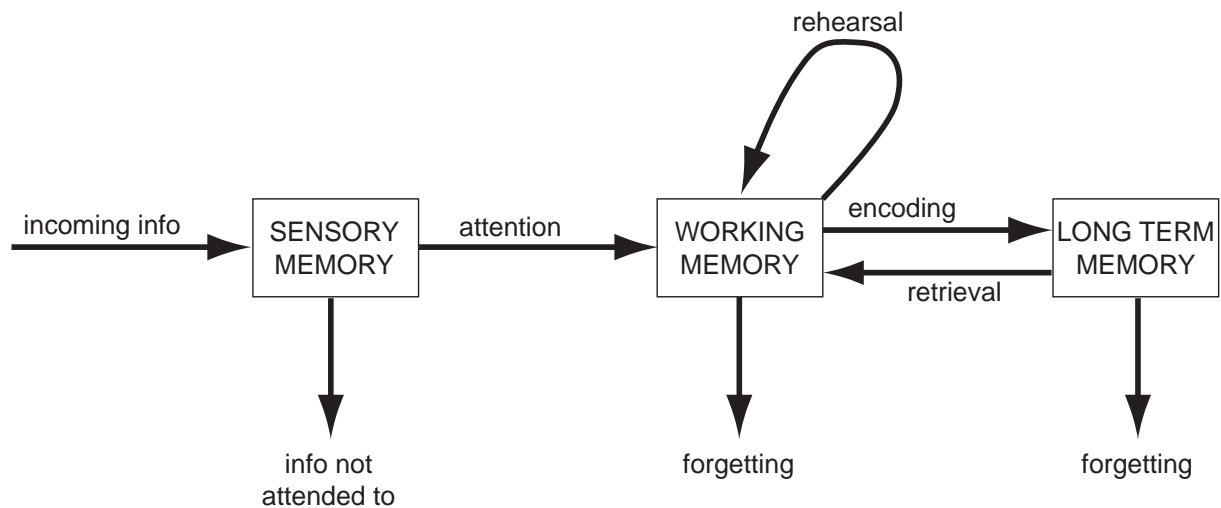 rehearsal
incoming info
SENSORY
MEMORY
attention
WORKING
MEMORY
encoding
retrieval
LONG TERM
MEMORY
info not
attended to
forgetting
forgetting